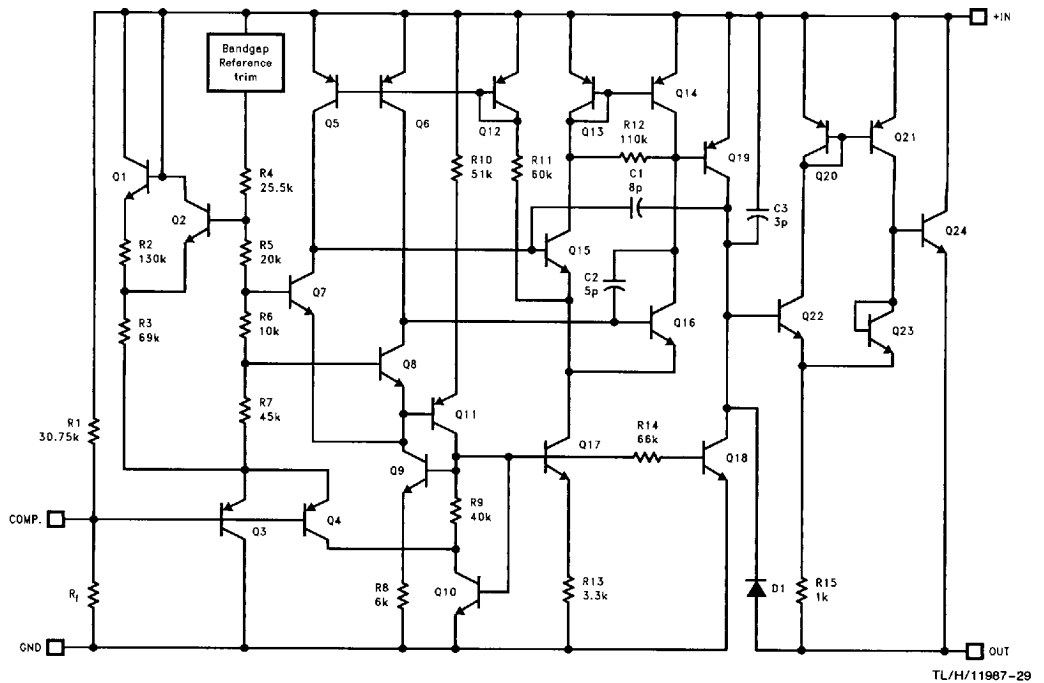 +IN
Bandgap
Reference
trim
Q5
Q6
Q12
Q13
Q14
R12
110k
Q19
Q20
Q21
Q1
Q2
R4
25.5k
R10
51k
R11
60k
C1
8p
C3
3p
R2
130k
R5
20k
Q7
Q15
C2
5p
Q24
R3
69k
R6
10k
Q16
Q22
Q23
Q8
R1
30.75k
R7
45k
Q11
Q9
Q17
R14
66k
Q18
COMP.
Q3
Q4
R9
40k
Rf
R8
6k
Q10
R13
3.3k
D1
R15
1k
GND
OUT
TL/H/11987-29